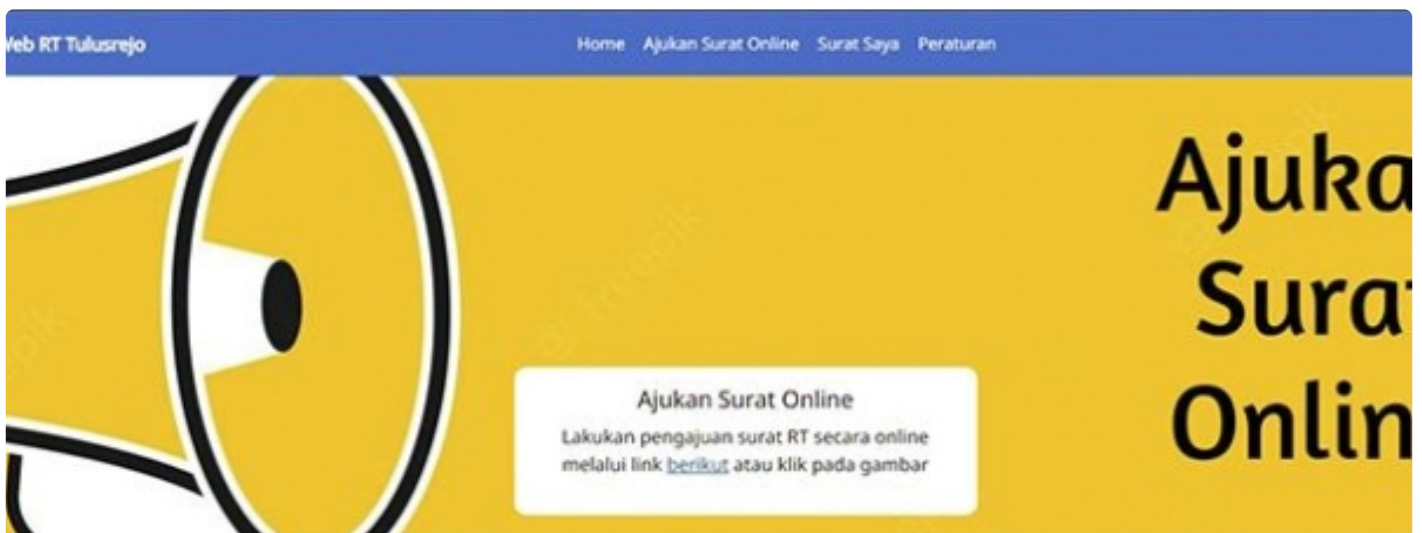 Web RT Tulusrejo
Home Ajukan Surat Online Surat Saya Peraturan
Ajuka
Surat
Onlin
Ajukan Surat Online
Lakukan pengajuan surat RT secara online
melalui link berikut atau klik pada gambar
freepik